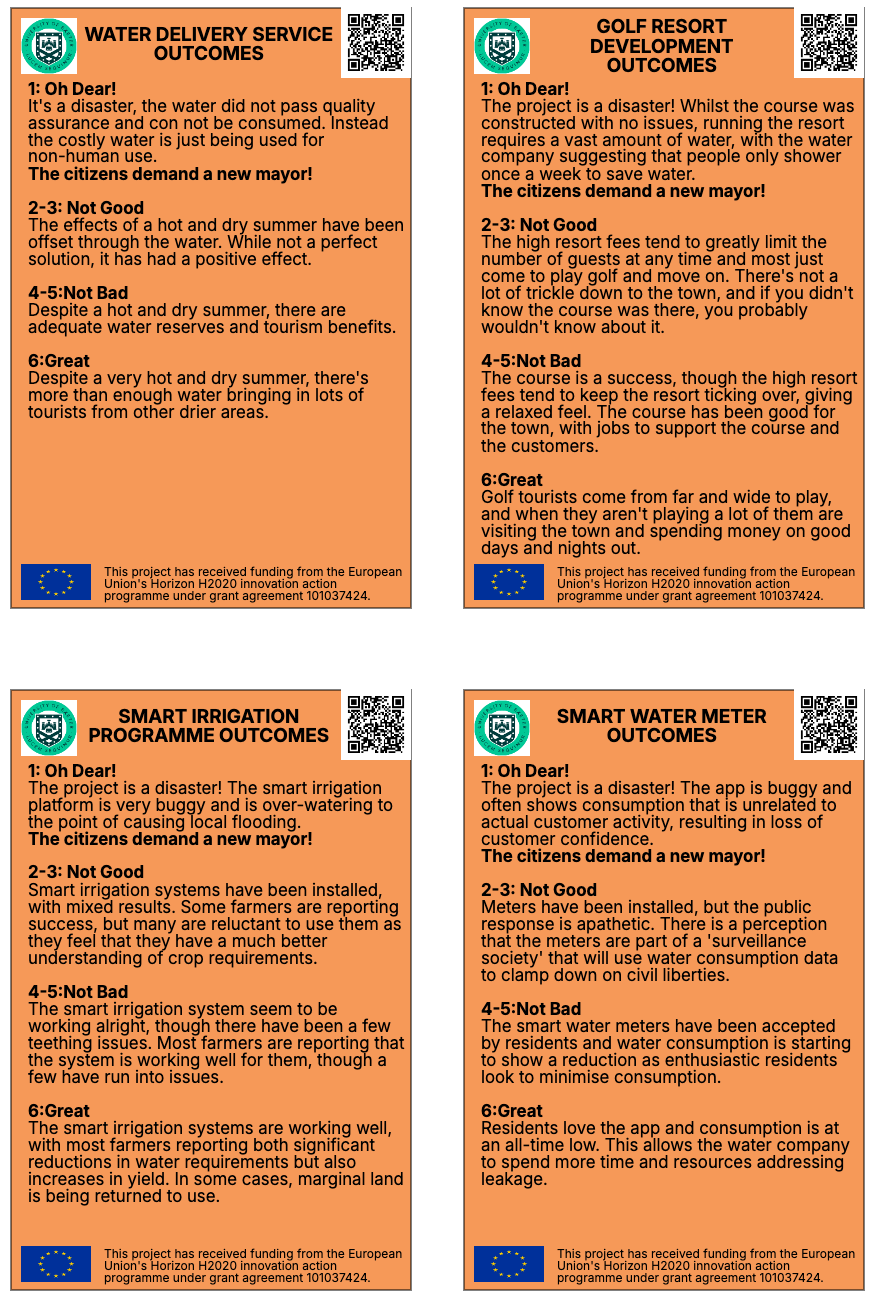 WATER DELIVERY SERVICE
OUTCOMES
1: Oh Dear!
It's a disaster, the water did not pass quality
assurance and con not be consumed. Instead
the costly water is just being used for
non-human use.
The citizens demand a new mayor!
2-3: Not Good
The effects of a hot and dry summer have been
offset through the water. While not a perfect
solution, it has had a positive effect.
4-5:Not Bad
Despite a hot and dry summer, there are
adequate water reserves and tourism benefits.
6:Great
Despite a very hot and dry summer, there's
more than enough water bringing in lots of
tourists from other drier areas.
This project has received funding from the European
Union's Horizon H2020 innovation action
programme under grant agreement 101037424.
GOLF RESORT
DEVELOPMENT
OUTCOMES
1: Oh Dear!
The project is a disaster! Whilst the course was
constructed with no issues, running the resort
requires a vast amount of water, with the water
company suggesting that people only shower
once a week to save water.
The citizens demand a new mayor!
2-3: Not Good
The high resort fees tend to greatly limit the
number of guests at any time and most just
come to play golf and move on. There's not a
lot of trickle down to the town, and if you didn't
know the course was there, you probably
wouldn't know about it.
4-5:Not Bad
The course is a success, though the high resort
fees tend to keep the resort ticking over, giving
a relaxed feel. The course has been good for
the town, with jobs to support the course and
the customers.
6:Great
Golf tourists come from far and wide to play,
and when they aren't playing a lot of them are
visiting the town and spending money on good
days and nights out.
This project has received funding from the European
Union's Horizon H2020 innovation action
programme under grant agreement 101037424.
SMART IRRIGATION
PROGRAMME OUTCOMES
1: Oh Dear!
The project is a disaster! The smart irrigation
platform is very buggy and is over-watering to
the point of causing local flooding.
The citizens demand a new mayor!
2-3: Not Good
Smart irrigation systems have been installed,
with mixed results. Some farmers are reporting
success, but many are reluctant to use them as
they feel that they have a much better
understanding of crop requirements.
4-5:Not Bad
The smart irrigation system seem to be
working alright, though there have been a few
teething issues. Most farmers are reporting that
the system is working well for them, though a
few have run into issues.
6:Great
The smart irrigation systems are working well,
with most farmers reporting both significant
reductions in water requirements but also
increases in yield. In some cases, marginal land
is being returned to use.
This project has received funding from the European
Union's Horizon H2020 innovation action
programme under grant agreement 101037424.
SMART WATER METER
OUTCOMES
1: Oh Dear!
The project is a disaster! The app is buggy and
often shows consumption that is unrelated to
actual customer activity, resulting in loss of
customer confidence.
The citizens demand a new mayor!
2-3: Not Good
Meters have been installed, but the public
response is apathetic. There is a perception
that the meters are part of a 'surveillance
society' that will use water consumption data
to clamp down on civil liberties.
4-5:Not Bad
The smart water meters have been accepted
by residents and water consumption is starting
to show a reduction as enthusiastic residents
look to minimise consumption.
6:Great
Residents love the app and consumption is at
an all-time low. This allows the water company
to spend more time and resources addressing
leakage.
This project has received funding from the European
Union's Horizon H2020 innovation action
programme under grant agreement 101037424.